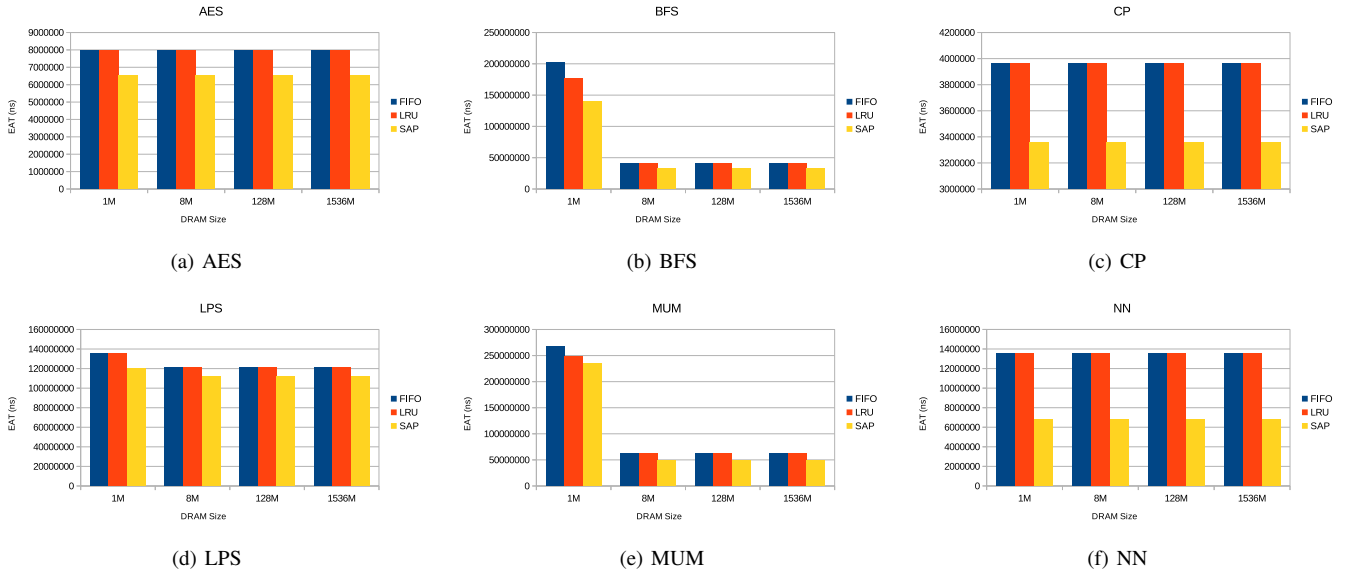 AES
9000000
8000000
7000000
6000000
5000000
4000000
3000000
2000000
1000000
0
EAT (ns)
1M 8M 128M 1536M
DRAM Size
FIFO
LRU
SAP
(a) AES
BFS
250000000
200000000
150000000
100000000
50000000
0
EAT (ns)
1M 8M 128M 1536M
DRAM Size
FIFO
LRU
SAP
(b) BFS
CP
4200000
4000000
3800000
3600000
3400000
3200000
3000000
EAT (ns)
1M 8M 128M 1536M
DRAM Size
FIFO
LRU
SAP
(c) CP
LPS
160000000
140000000
120000000
100000000
80000000
60000000
40000000
20000000
0
EAT (ns)
1M 8M 128M 1536M
DRAM Size
FIFO
LRU
SAP
(d) LPS
MUM
300000000
250000000
200000000
150000000
100000000
50000000
0
EAT (ns)
1M 8M 128M 1536M
DRAM Size
FIFO
LRU
SAP
(e) MUM
NN
16000000
14000000
12000000
10000000
8000000
6000000
4000000
2000000
0
EAT (ns)
1M 8M 128M 1536M
DRAM Size
FIFO
LRU
SAP
(f) NN